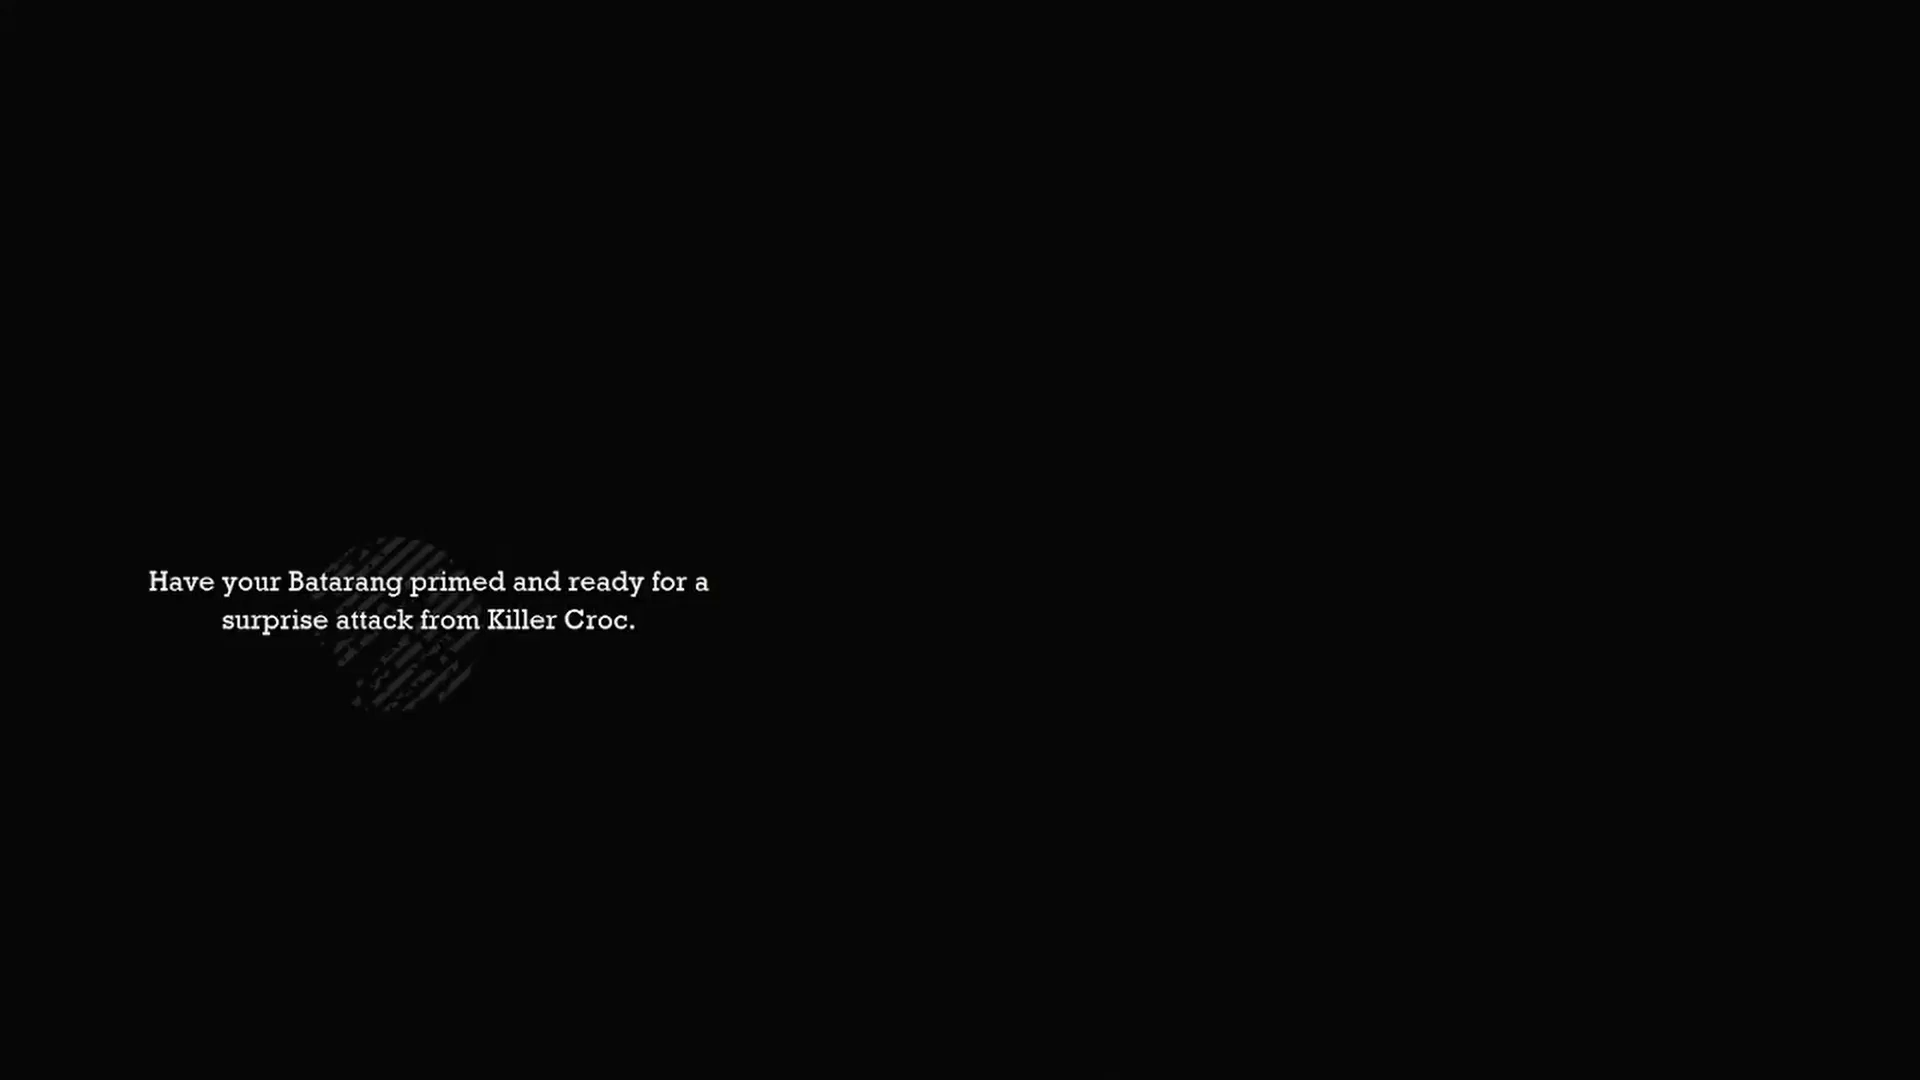 Have your Batarang primed and ready for a
surprise attack from Killer Croc.